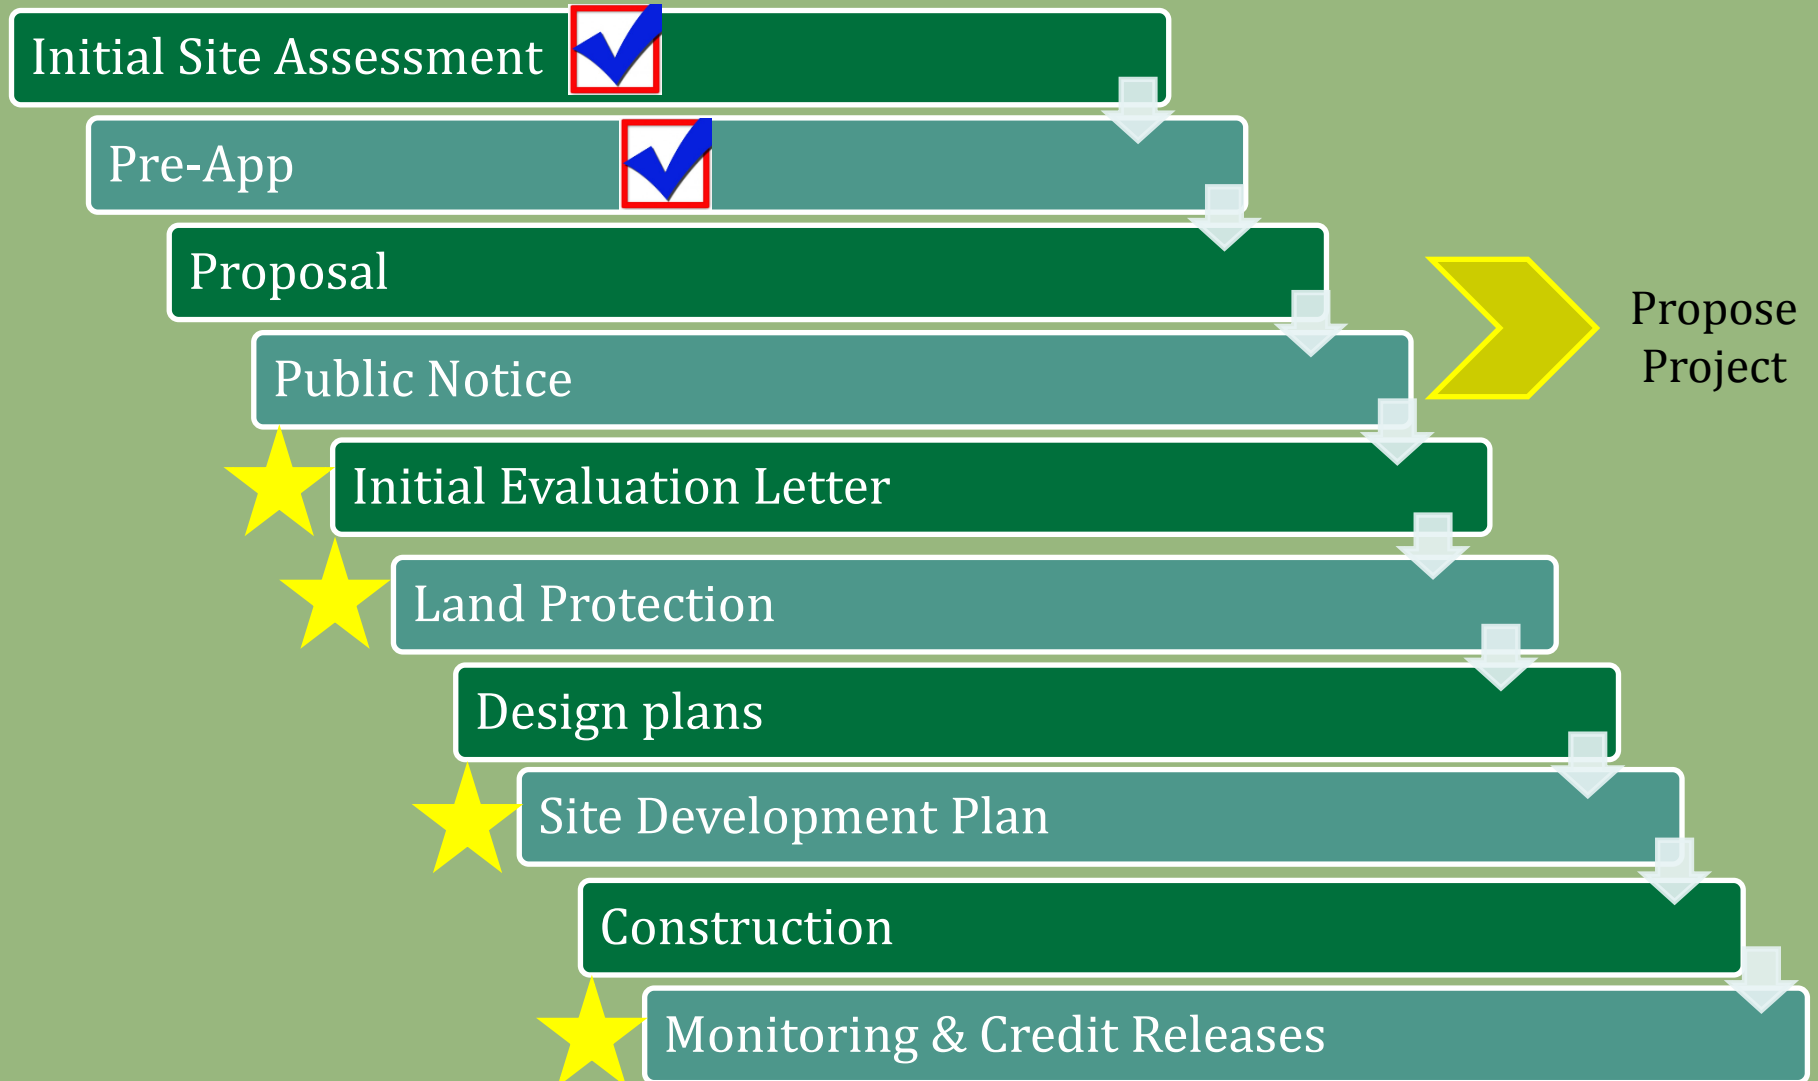 Initial Site Assessment
Pre-App
Proposal
Propose
Project
Public Notice
Initial Evaluation Letter
Land Protection
Design plans
Site Development Plan
Construction
Monitoring & Credit Releases